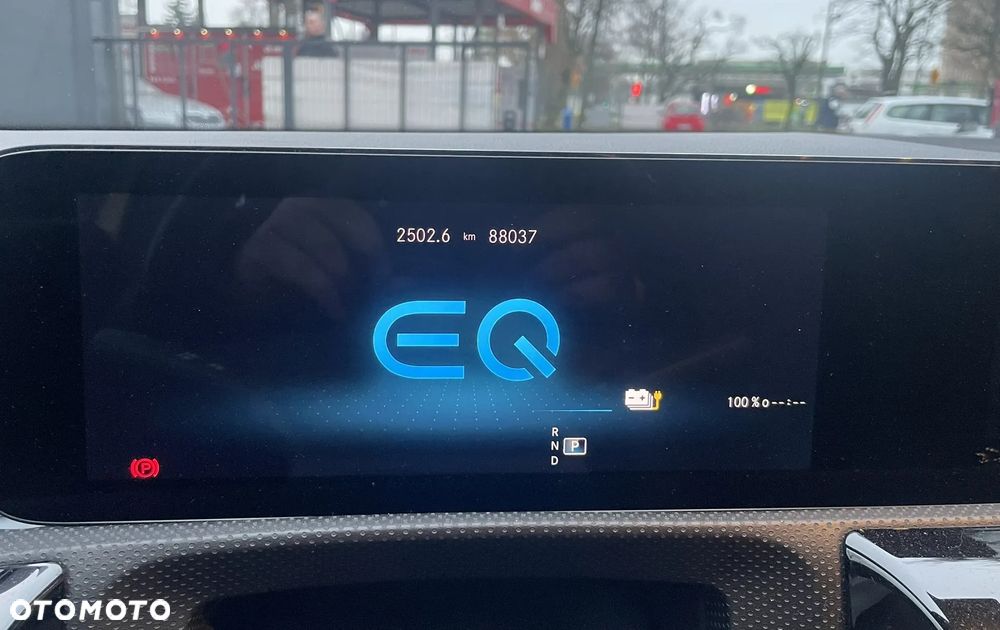 2502.6 km 88037
EQ
100 % o --:--
R
N P
D
P
OTOMOTO